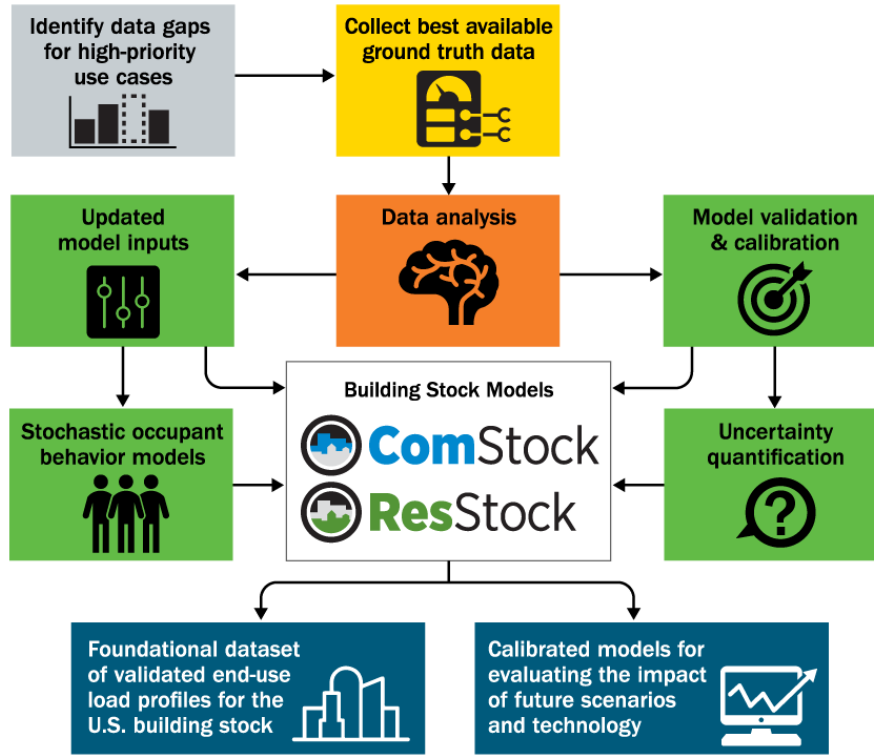 Identify data gaps
for high-priority
use cases
Collect best available
ground truth data
Updated
model inputs
Data analysis
Model validation
& calibration
Building Stock Models
ComStock
ResStock
Stochastic occupant
behavior models
Uncertainty
quantification
?
Foundational dataset
of validated end-use
load profiles for the
U.S. building stock
Calibrated models for
evaluating the impact
of future scenarios
and technology